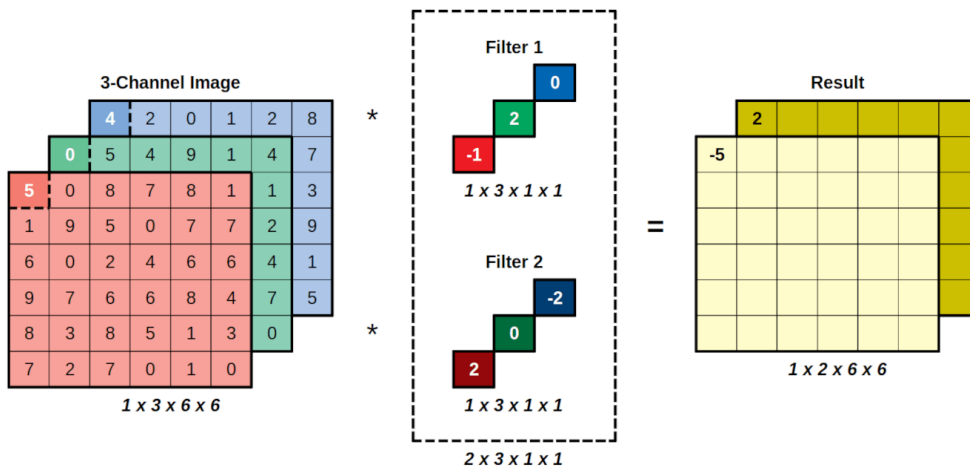 3-Channel Image
4 2 0 1 2 8
0 5 4 9 1 4 7
5 0 8 7 8 1 1 3
1 9 5 0 7 7 2 9
6 0 2 4 6 6 4 1
9 7 6 6 8 4 7 5
8 3 8 5 1 3 0
7 2 7 0 1 0
1 x 3 x 6 x 6
*
*
Filter 1
0
2
-1
1 x 3 x 1 x 1
Filter 2
-2
0
2
1 x 3 x 1 x 1
2 x 3 x 1 x 1
=
Result
2
-5
1 x 2 x 6 x 6